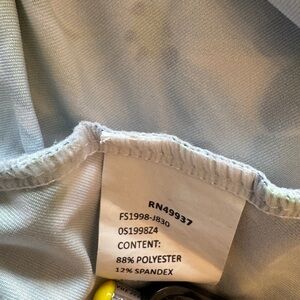 RN49937
FS1998-J830
0S1998Z4
CONTENT:
88% POLYESTER
12% SPANDEX